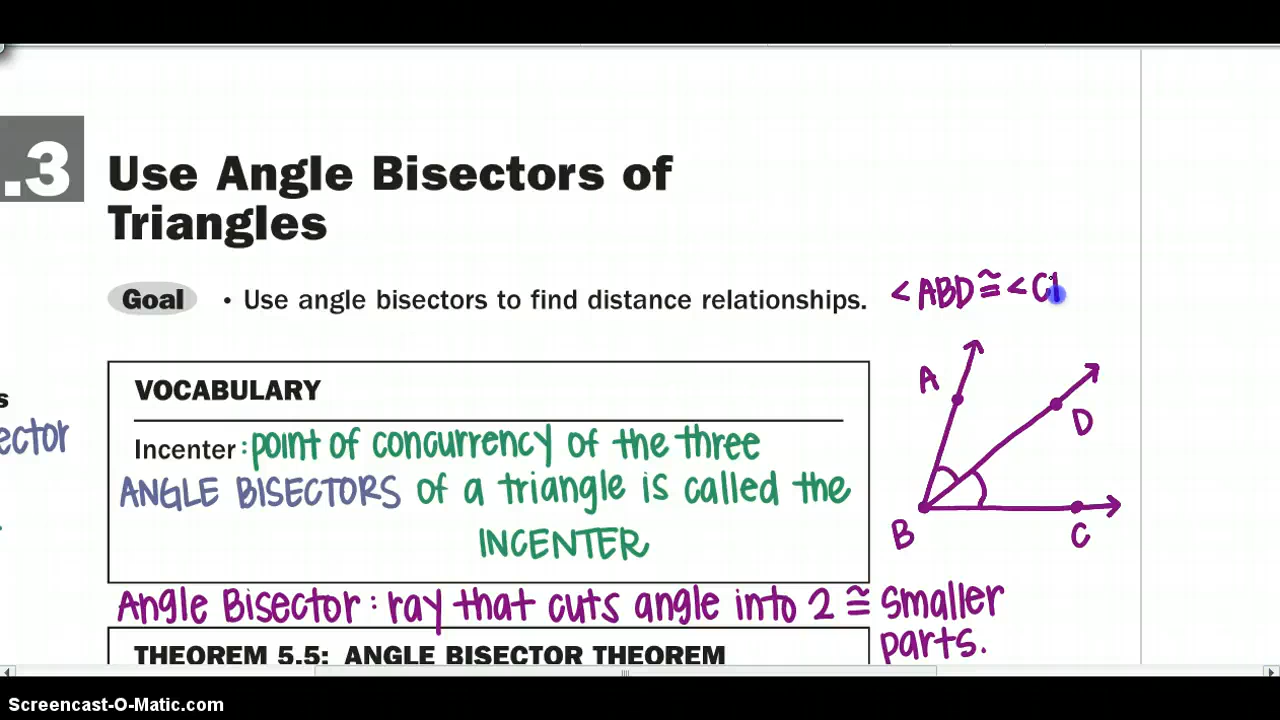 .3
Use Angle Bisectors of
Triangles
Goal • Use angle bisectors to find distance relationships.
<ABD ≅ <C
s
ector
VOCABULARY
Incenter : point of concurrency of the three
ANGLE BISECTORS of a triangle is called the
INCENTER
A
D
B
C
Angle Bisector : ray that cuts angle into 2 ≅ smaller
parts.
THEOREM 5.5: ANGLE BISECTOR THEOREM
Screencast-O-Matic.com